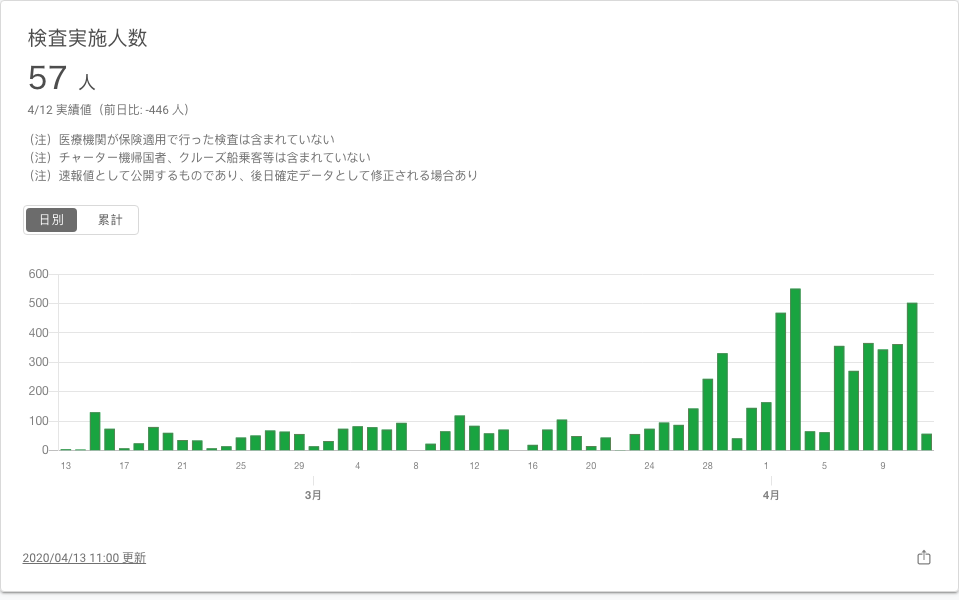 検査実施人数
57 人
4/12 実績値（前日比: -446 人）
（注）医療機関が保険適用で行った検査は含まれていない
（注）チャーター機帰国者、クルーズ船乗客等は含まれていない
（注）速報値として公開するものであり、後日確定データとして修正される場合あり
日別 累計
600
500
400
300
200
100
0
13 17 21 25 29 4 8 12 16 20 24 28 1 5 9
3月 4月
2020/04/13 11:00 更新